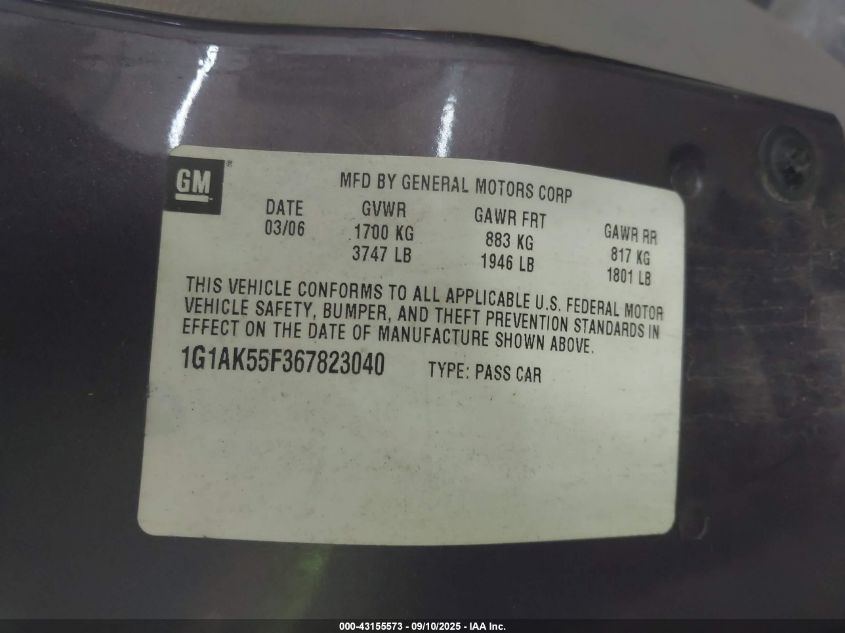 GM ®
MFD BY GENERAL MOTORS CORP
DATE GVWR GAWR FRT GAWR RR
03/06 1700 KG 883 KG 817 KG
3747 LB 1946 LB 1801 LB
THIS VEHICLE CONFORMS TO ALL APPLICABLE U.S. FEDERAL MOTOR
VEHICLE SAFETY, BUMPER, AND THEFT PREVENTION STANDARDS IN
EFFECT ON THE DATE OF MANUFACTURE SHOWN ABOVE.
1G1AK55F367823040 TYPE: PASS CAR
000-43155573 - 09/10/2025 - IAA Inc.